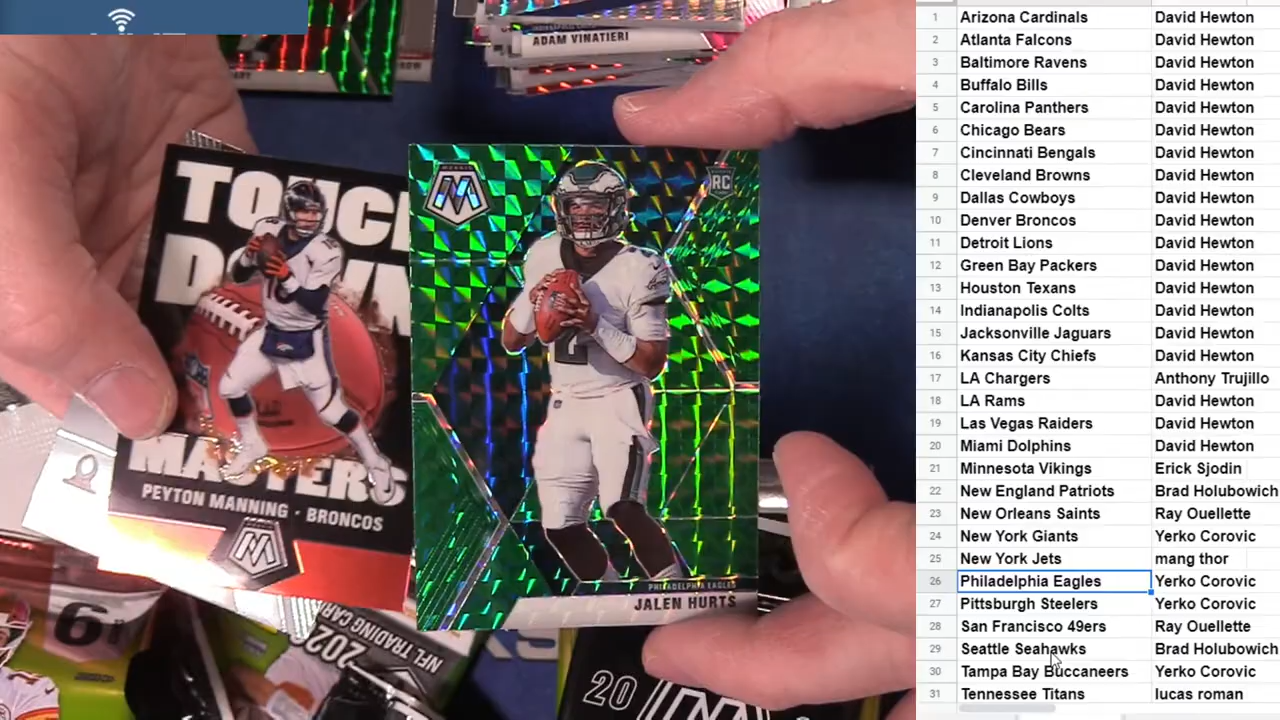 ADAM VINATIERI
TOUCH
DOWN
MASTERS
PEYTON MANNING · BRONCOS
MOSAIC
RC
PHILADELPHIA EAGLES
JALEN HURTS
NFL TRADING CARD
202
20
6
1 Arizona Cardinals David Hewton
2 Atlanta Falcons David Hewton
3 Baltimore Ravens David Hewton
4 Buffalo Bills David Hewton
5 Carolina Panthers David Hewton
6 Chicago Bears David Hewton
7 Cincinnati Bengals David Hewton
8 Cleveland Browns David Hewton
9 Dallas Cowboys David Hewton
10 Denver Broncos David Hewton
11 Detroit Lions David Hewton
12 Green Bay Packers David Hewton
13 Houston Texans David Hewton
14 Indianapolis Colts David Hewton
15 Jacksonville Jaguars David Hewton
16 Kansas City Chiefs David Hewton
17 LA Chargers Anthony Trujillo
18 LA Rams David Hewton
19 Las Vegas Raiders David Hewton
20 Miami Dolphins David Hewton
21 Minnesota Vikings Erick Sjodin
22 New England Patriots Brad Holubowich
23 New Orleans Saints Ray Ouellette
24 New York Giants Yerko Corovic
25 New York Jets mang thor
26 Philadelphia Eagles Yerko Corovic
27 Pittsburgh Steelers Yerko Corovic
28 San Francisco 49ers Ray Ouellette
29 Seattle Seahawks Brad Holubowich
30 Tampa Bay Buccaneers Yerko Corovic
31 Tennessee Titans lucas roman